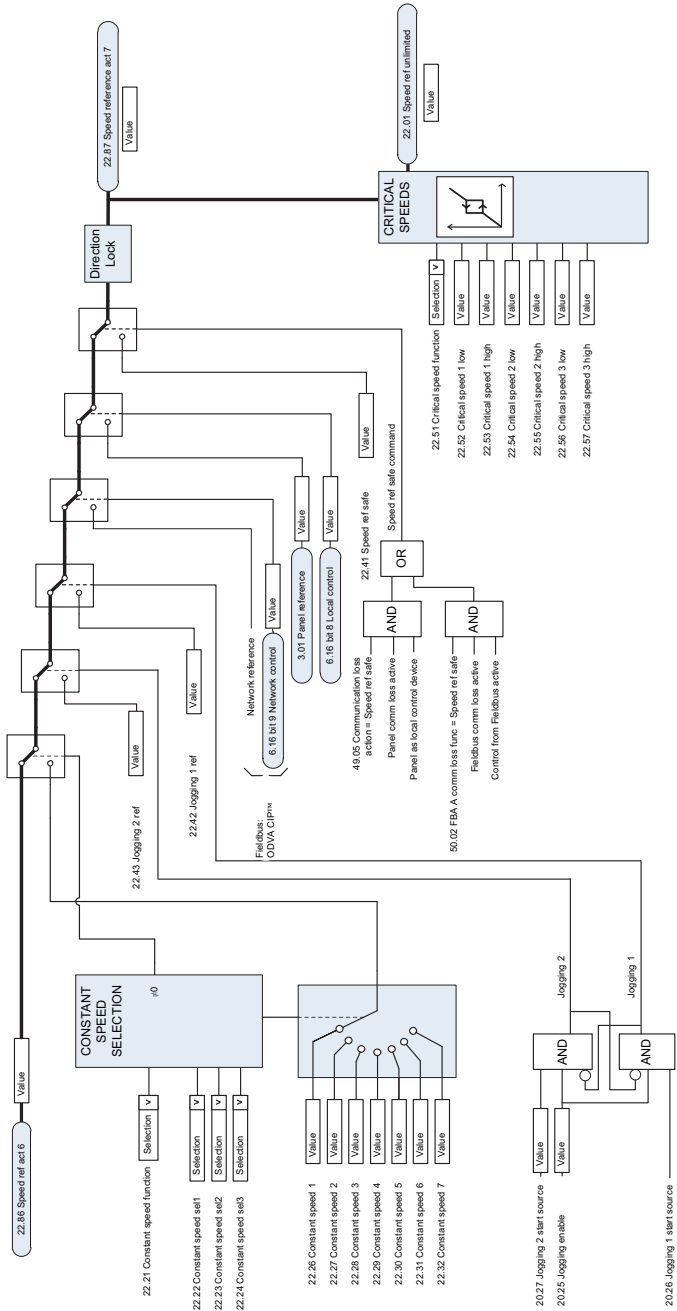 22.86 Speed ref act 6
Value
22.87 Speed reference act 7
Value
Direction
Lock
CONSTANT
SPEED
SELECTION
≠0
22.21 Constant speed function
Selection
v
22.22 Constant speed sel1
Selection
v
22.23 Constant speed sel2
Selection
v
22.24 Constant speed sel3
Selection
v
22.26 Constant speed 1
Value
22.27 Constant speed 2
Value
22.28 Constant speed 3
Value
22.29 Constant speed 4
Value
22.30 Constant speed 5
Value
22.31 Constant speed 6
Value
22.32 Constant speed 7
Value
20.27 Jogging 2 start source
Value
20.25 Jogging enable
Value
20.26 Jogging 1 start source
AND
Jogging 2
AND
Jogging 1
22.43 Jogging 2 ref
Value
22.42 Jogging 1 ref
Value
Fieldbus:
ODVA CIP™
Network reference
6.16 bit 9 Network control
Value
3.01 Panel reference
Value
6.16 bit 8 Local control
Value
22.41 Speed ref safe
Value
Speed ref safe command
OR
49.05 Communication loss
action = Speed ref safe
Panel comm loss active
Panel as local control device
AND
50.02 FBA A comm loss func = Speed ref safe
Fieldbus comm loss active
Control from Fieldbus active
AND
CRITICAL
SPEEDS
22.51 Critical speed function
Selection
v
22.52 Critical speed 1 low
Value
22.53 Critical speed 1 high
Value
22.54 Critical speed 2 low
Value
22.55 Critical speed 2 high
Value
22.56 Critical speed 3 low
Value
22.57 Critical speed 3 high
Value
22.01 Speed ref unlimited
Value